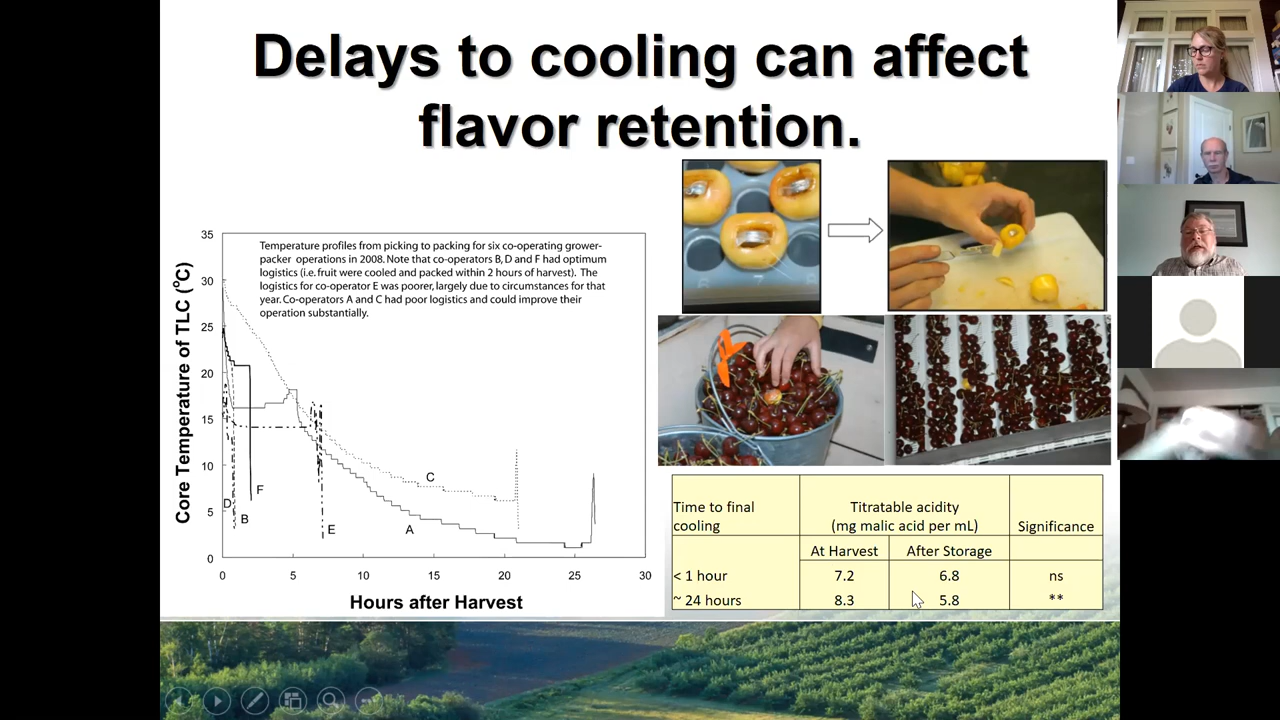 Delays to cooling can affect
flavor retention.
Temperature profiles from picking to packing for six co-operating grower-
packer operations in 2008. Note that co-operators B, D and F had optimum
logistics (i.e. fruit were cooled and packed within 2 hours of harvest). The
logistics for co-operator E was poorer, largely due to circumstances for that
year. Co-operators A and C had poor logistics and could improve their
operation substantially.
Core Temperature of TLC (°C)
35
30
25
20
15
10
5
0
C
F
D
B
E
A
0 5 10 15 20 25 30
Hours after Harvest
Time to final
cooling
Titratable acidity
(mg malic acid per mL)
Significance
At Harvest After Storage
< 1 hour 7.2 6.8 ns
~ 24 hours 8.3 5.8 **